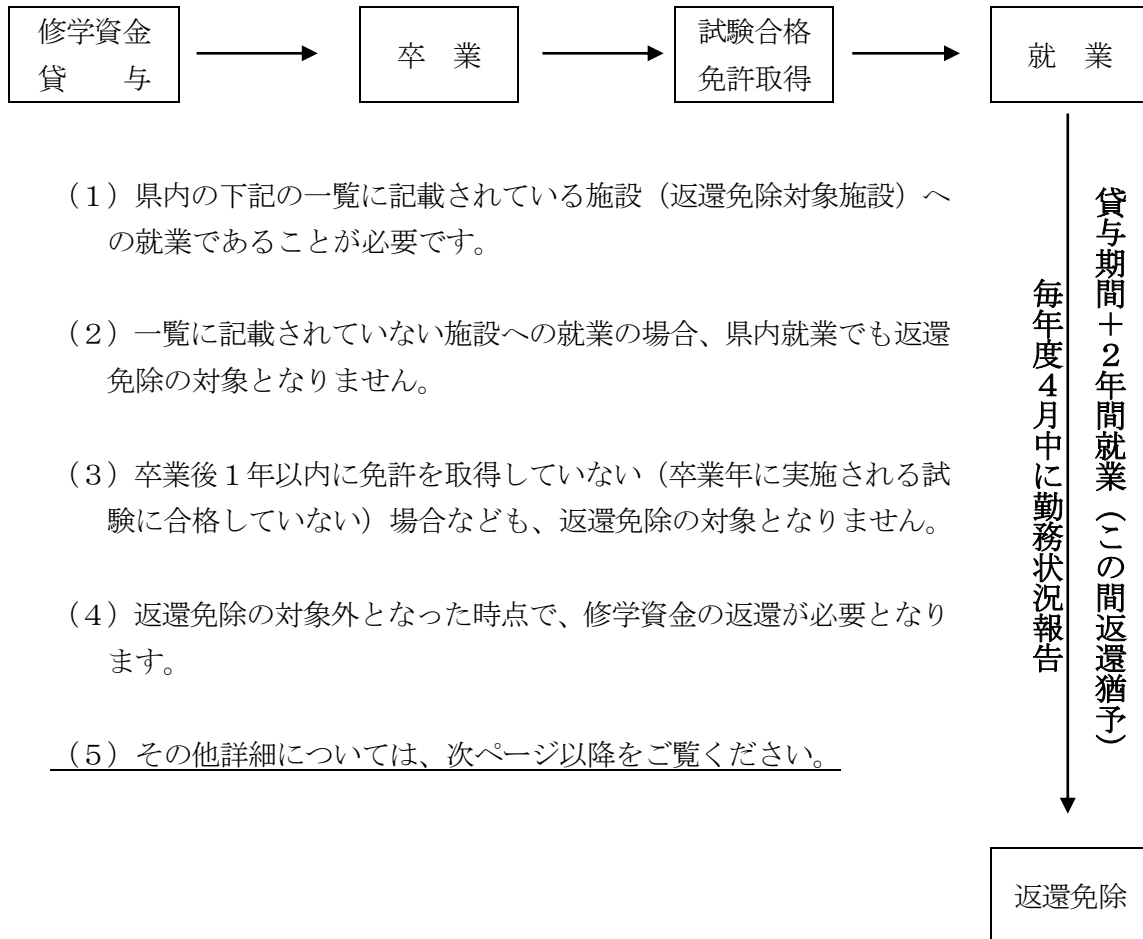 修学資金
貸　与
卒　業
試験合格
免許取得
就　業
（１）県内の下記の一覧に記載されている施設（返還免除対象施設）へ
の就業であることが必要です。
（２）一覧に記載されていない施設への就業の場合、県内就業でも返還
免除の対象となりません。
（３）卒業後１年以内に免許を取得していない（卒業年に実施される試
験に合格していない）場合なども、返還免除の対象となりません。
（４）返還免除の対象外となった時点で、修学資金の返還が必要となり
ます。
（５）その他詳細については、次ページ以降をご覧ください。
貸与期間＋２年間就業（この間返還猶予）
毎年度４月中に勤務状況報告
返還免除